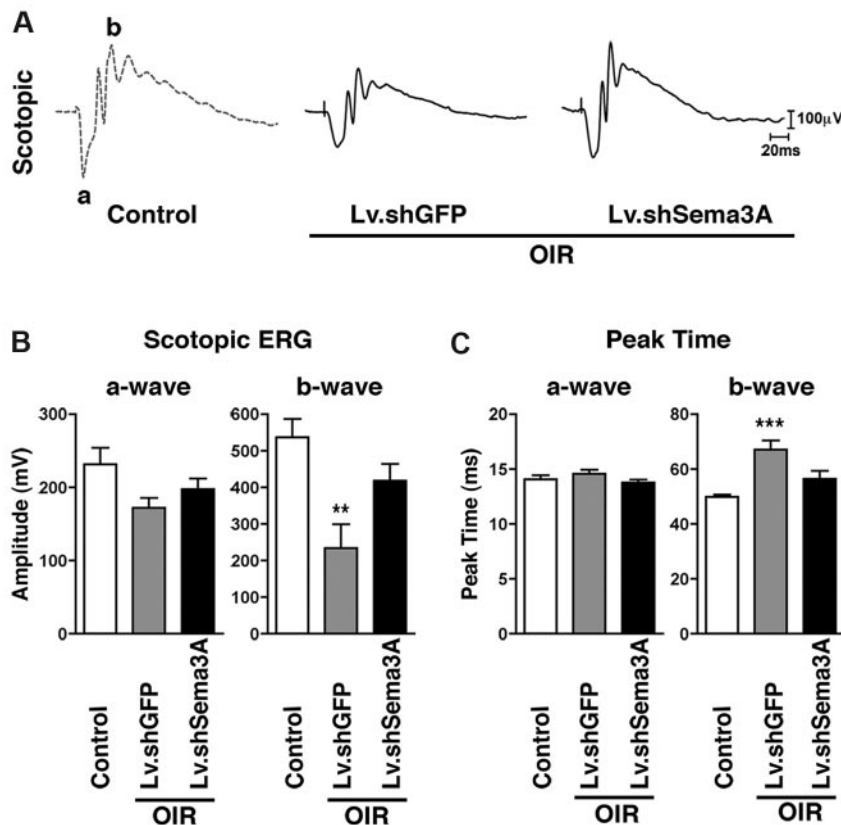 A
Scotopic
b
a
100µV
20ms
Control
Lv.shGFP
Lv.shSema3A
OIR
B
Scotopic ERG
a-wave
b-wave
Amplitude (mV)
300
200
100
0
600
500
400
300
200
100
0
**
Control
Lv.shGFP
Lv.shSema3A
OIR
Control
Lv.shGFP
Lv.shSema3A
OIR
C
Peak Time
a-wave
b-wave
Peak Time (ms)
20
15
10
5
0
80
60
40
20
0
***
Control
Lv.shGFP
Lv.shSema3A
OIR
Control
Lv.shGFP
Lv.shSema3A
OIR